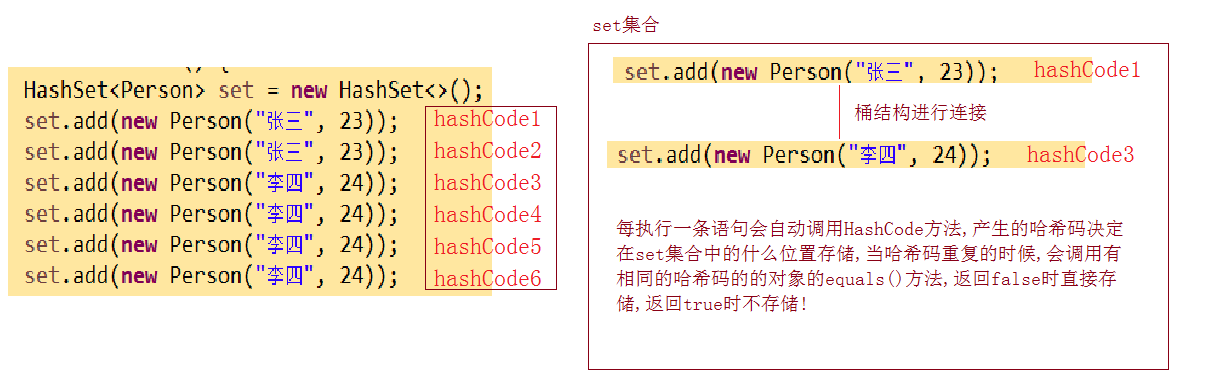 HashSet<Person> set = new HashSet<>();
set.add(new Person("张三", 23)); hashCode1
set.add(new Person("张三", 23)); hashCode2
set.add(new Person("李四", 24)); hashCode3
set.add(new Person("李四", 24)); hashCode4
set.add(new Person("李四", 24)); hashCode5
set.add(new Person("李四", 24)); hashCode6
set集合
set.add(new Person("张三", 23)); hashCode1
桶结构进行连接
set.add(new Person("李四", 24)); hashCode3
每执行一条语句会自动调用HashCode方法,产生的哈希码决定
在set集合中的什么位置存储,当哈希码重复的时候,会调用有
相同的哈希码的的对象的equals()方法,返回false时直接存
储,返回true时不存储!